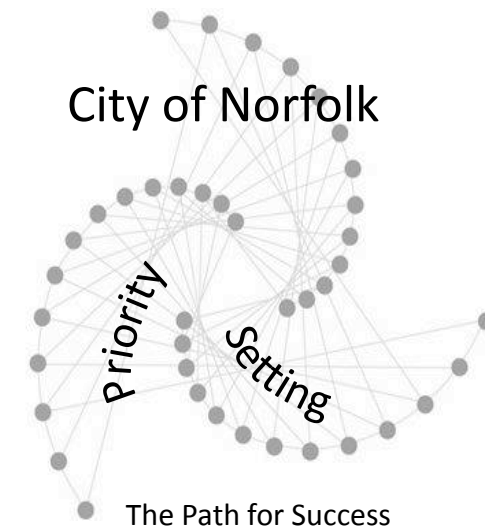 City of Norfolk
Priority
Setting
The Path for Success